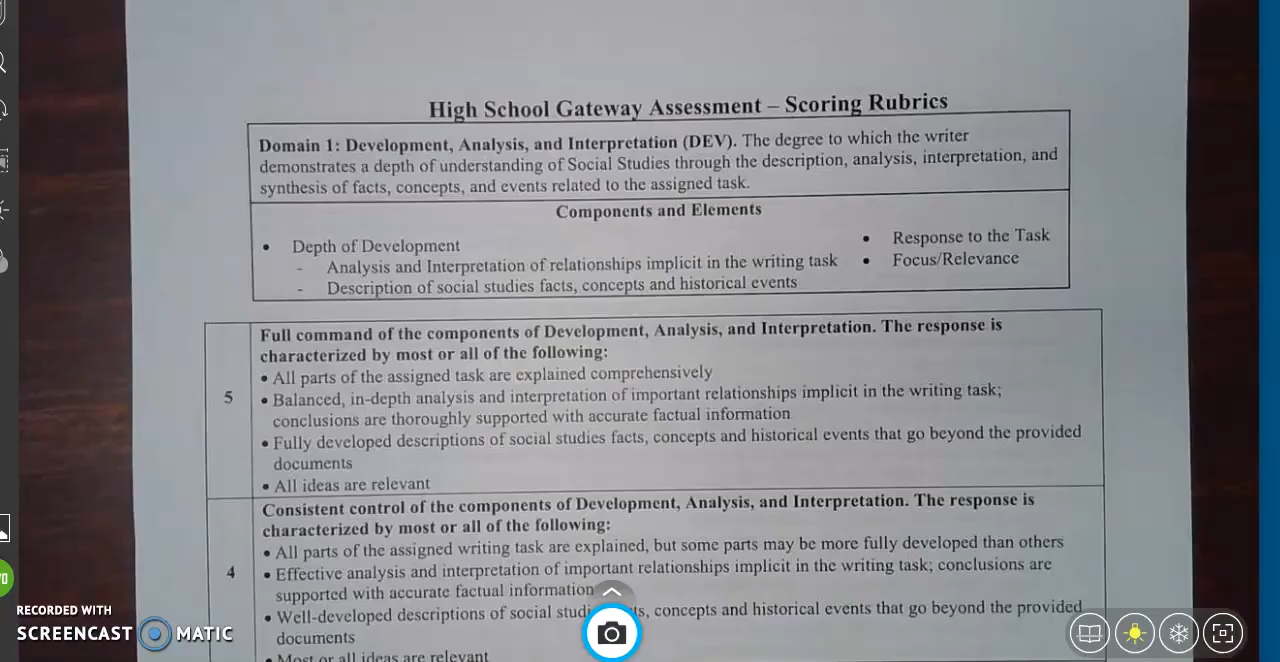 High School Gateway Assessment – Scoring Rubrics
Domain 1: Development, Analysis, and Interpretation (DEV). The degree to which the writer
demonstrates a depth of understanding of Social Studies through the description, analysis, interpretation, and
synthesis of facts, concepts, and events related to the assigned task.
Components and Elements
• Depth of Development
- Analysis and Interpretation of relationships implicit in the writing task
- Description of social studies facts, concepts and historical events
• Response to the Task
• Focus/Relevance
5
Full command of the components of Development, Analysis, and Interpretation. The response is
characterized by most or all of the following:
• All parts of the assigned task are explained comprehensively
• Balanced, in-depth analysis and interpretation of important relationships implicit in the writing task;
conclusions are thoroughly supported with accurate factual information
• Fully developed descriptions of social studies facts, concepts and historical events that go beyond the provided
documents
• All ideas are relevant
4
Consistent control of the components of Development, Analysis, and Interpretation. The response is
characterized by most or all of the following:
• All parts of the assigned writing task are explained, but some parts may be more fully developed than others
• Effective analysis and interpretation of important relationships implicit in the writing task; conclusions are
supported with accurate factual information
• Well-developed descriptions of social concepts and historical events that go beyond the provided
documents
• Most or all ideas are relevant
RECORDED WITH
SCREENCAST MATIC